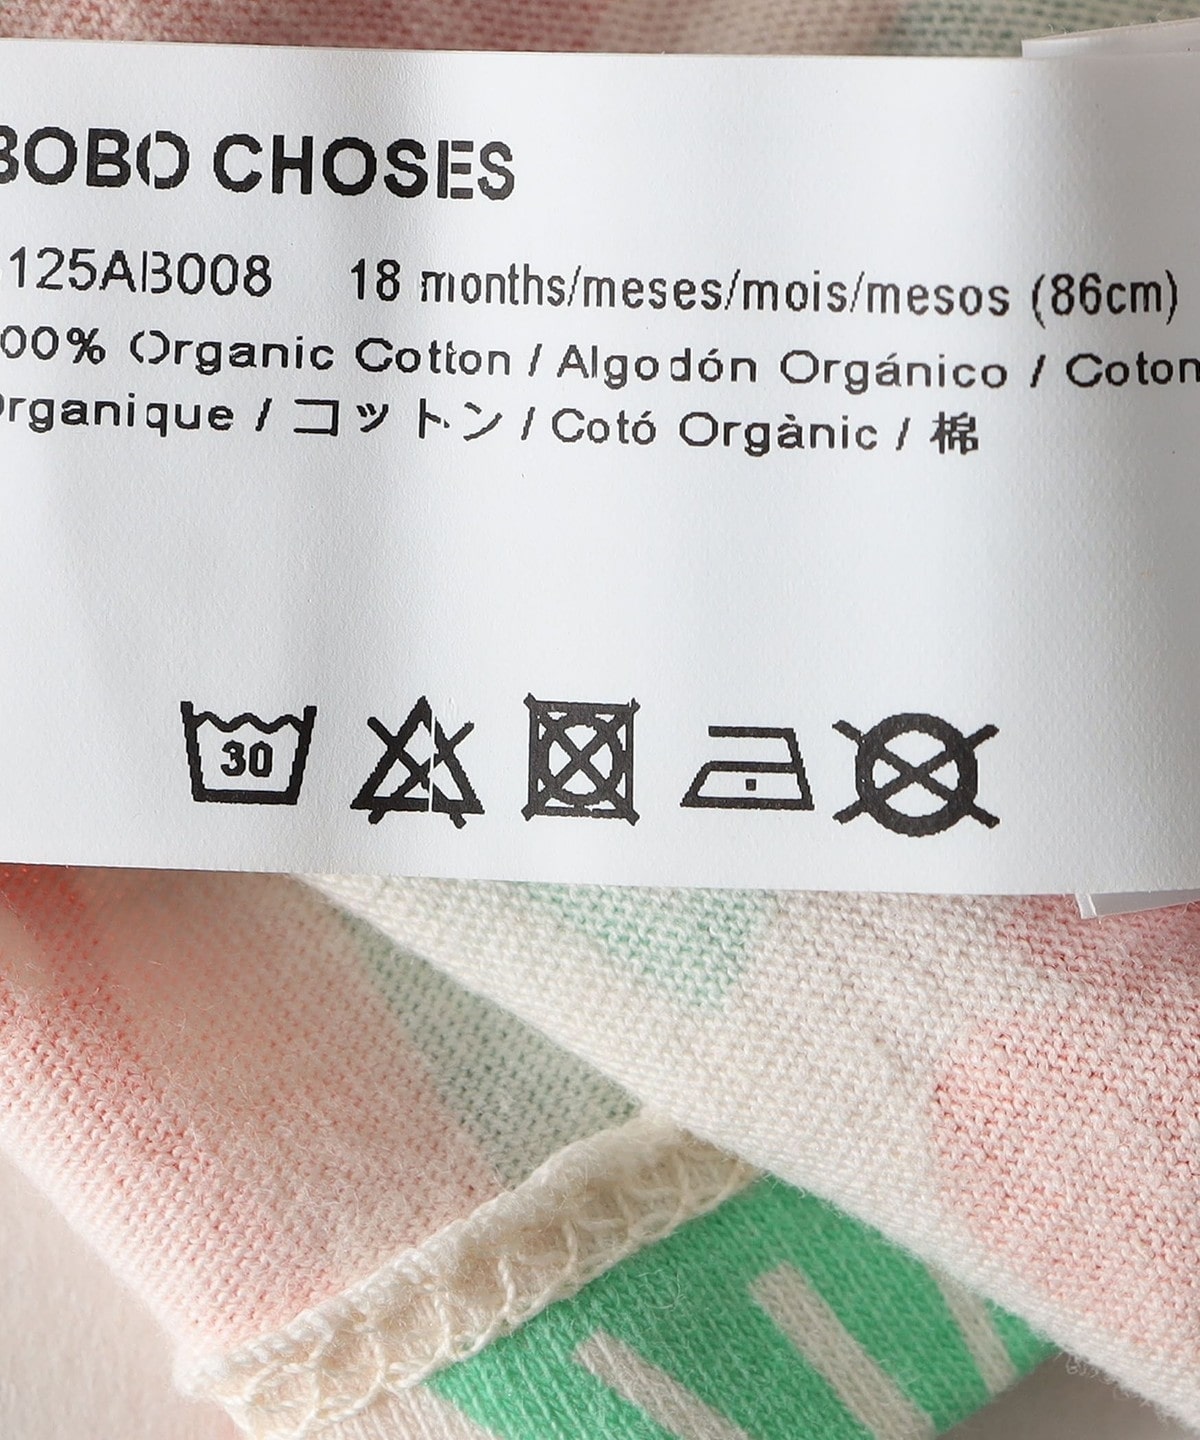 BOBO CHOSES
125AB008 18 months/meses/mois/mesos (86cm)
00% Organic Cotton / Algodón Orgánico / Coton
Organique / コットン / Cotó Orgànic / 棉
30